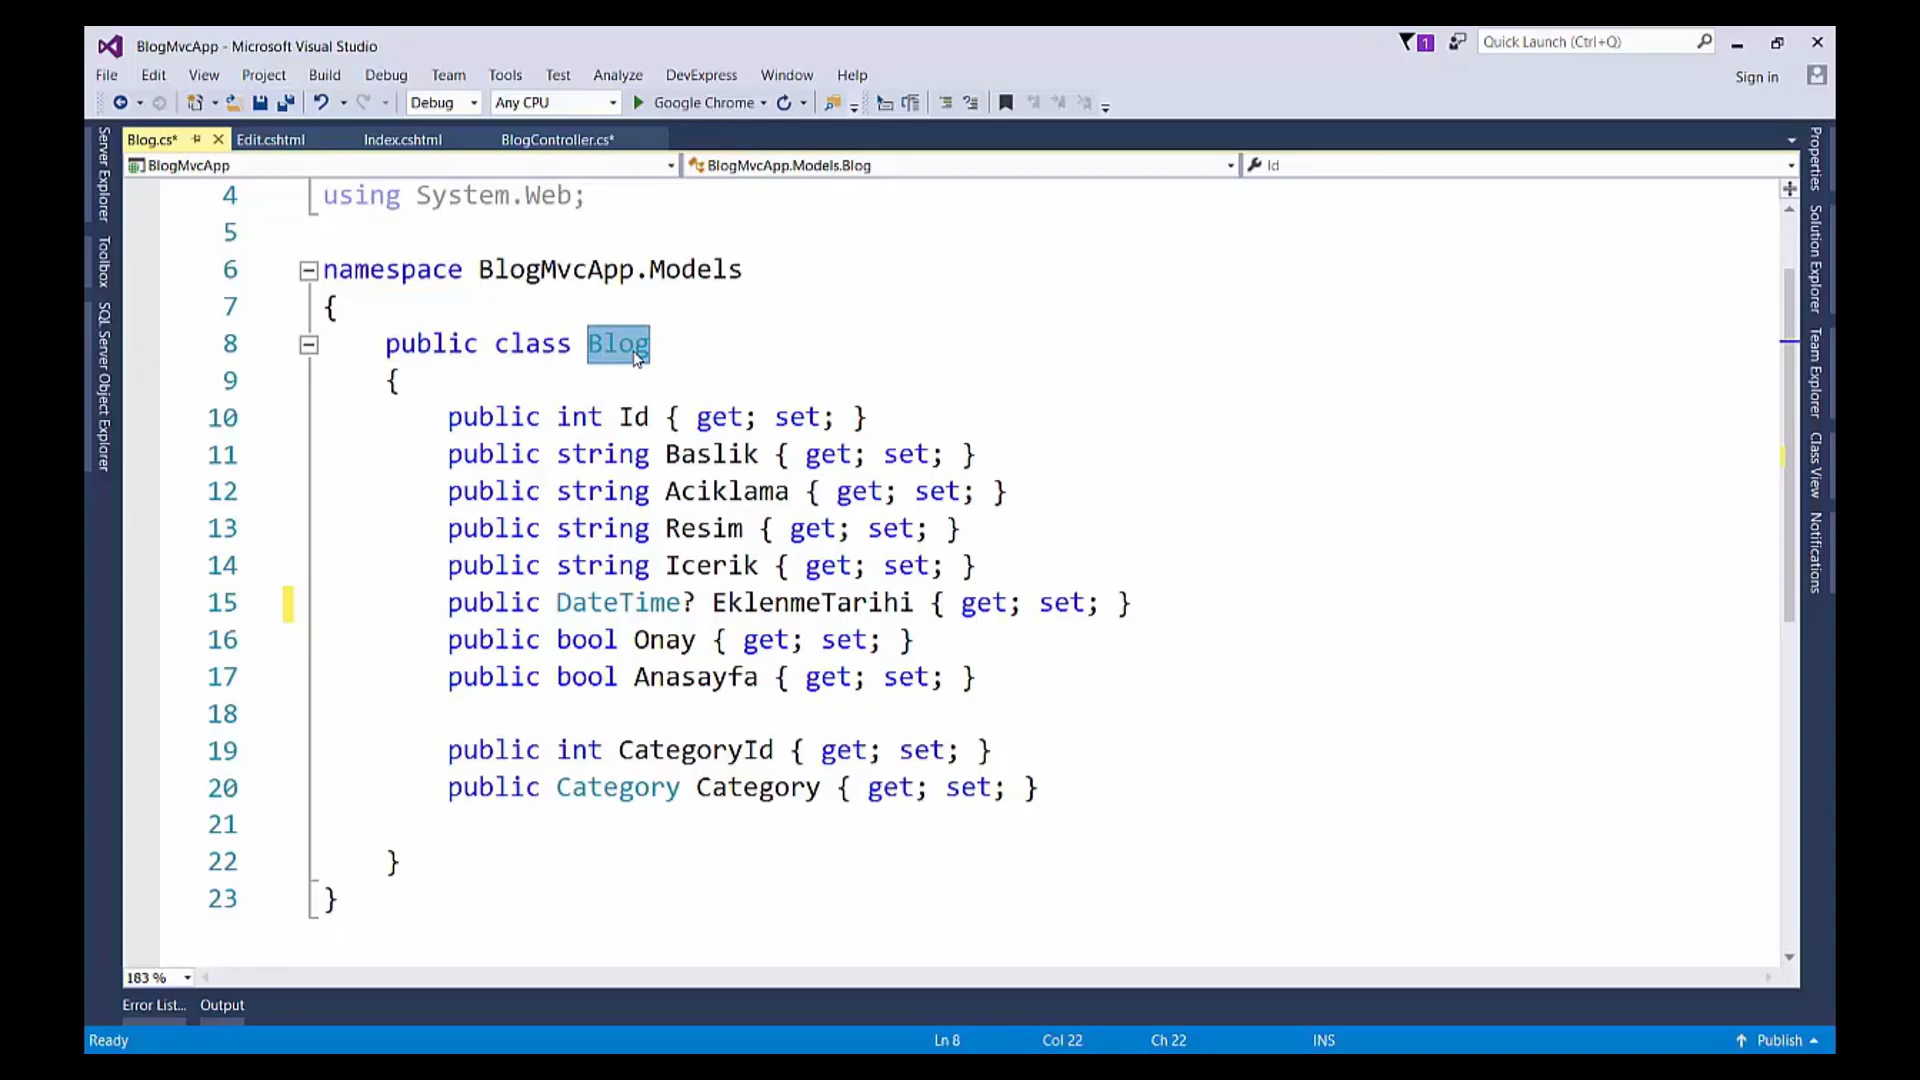 BlogMvcApp - Microsoft Visual Studio
1
Quick Launch (Ctrl+Q)
File Edit View Project Build Debug Team Tools Test Analyze DevExpress Window Help
Sign in
Debug Any CPU Google Chrome
Blog.cs* Edit.cshtml Index.cshtml BlogController.cs*
BlogMvcApp BlogMvcApp.Models.Blog Id
Server Explorer
Toolbox
SQL Server Object Explorer
4 using System.Web;
5
6 namespace BlogMvcApp.Models
7 {
8 public class Blog
9 {
10 public int Id { get; set; }
11 public string Baslik { get; set; }
12 public string Aciklama { get; set; }
13 public string Resim { get; set; }
14 public string Icerik { get; set; }
15 public DateTime? EklenmeTarihi { get; set; }
16 public bool Onay { get; set; }
17 public bool Anasayfa { get; set; }
18
19 public int CategoryId { get; set; }
20 public Category Category { get; set; }
21
22 }
23 }
Properties
Solution Explorer
Team Explorer
Class View
Notifications
183 %
Error List... Output
Ready Ln 8 Col 22 Ch 22 INS Publish